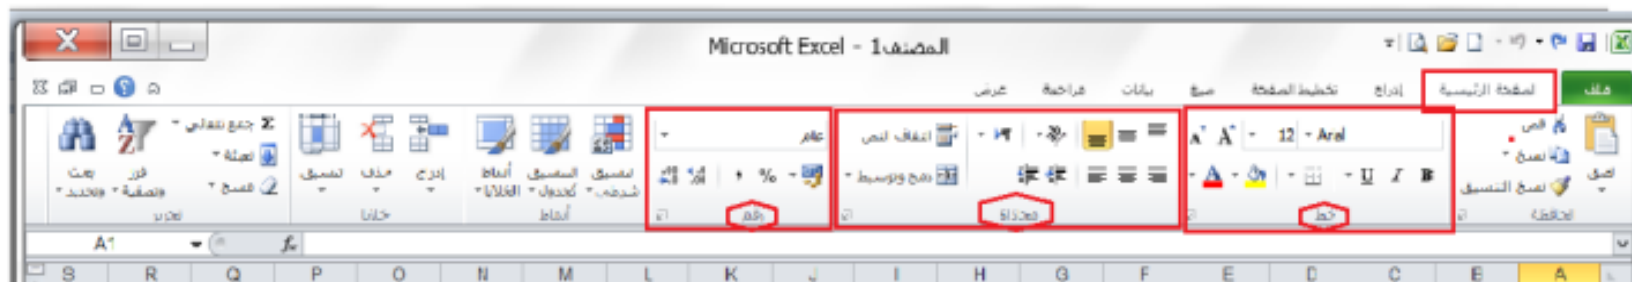 المصنف1 - Microsoft Excel
ملف الصفحة الرئيسية إدراج تخطيط الصفحة صيغ بيانات مراجعة عرض
قص Arial 12 التفاف النص عام جمع تلقائي Σ
نسخ تعبئة
لصق نسخ التنسيق B I U A دمج وتوسيط % تنسيق شرطي التنسيق كجدول أنماط الخلايا إدراج حذف تنسيق مسح فرز وتصفية بحث وتحديد
الحافظة خط محاذاة رقم أنماط خلايا تحرير
A1 fx
A B C D E F G H I J K L M N O P Q R S